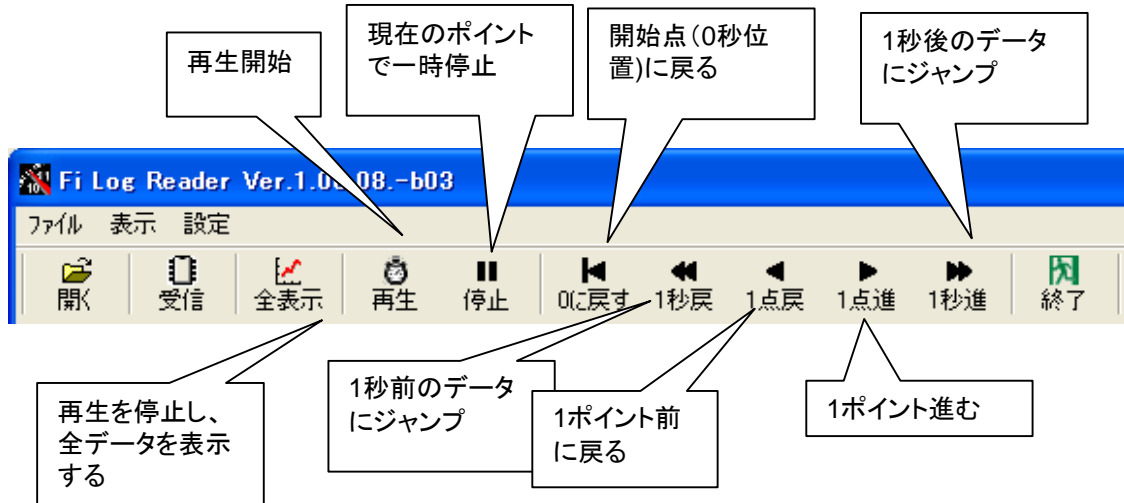 再生開始
現在のポイント
で一時停止
開始点(0秒位
置)に戻る
1秒後のデータ
にジャンプ
Fi Log Reader Ver.1.0 08.-b03
ファイル 表示 設定
開く 受信 全表示 再生 停止 0に戻す 1秒戻 1点戻 1点進 1秒進 終了
再生を停止し、
全データを表示
する
1秒前のデータ
にジャンプ
1ポイント前
に戻る
1ポイント進む